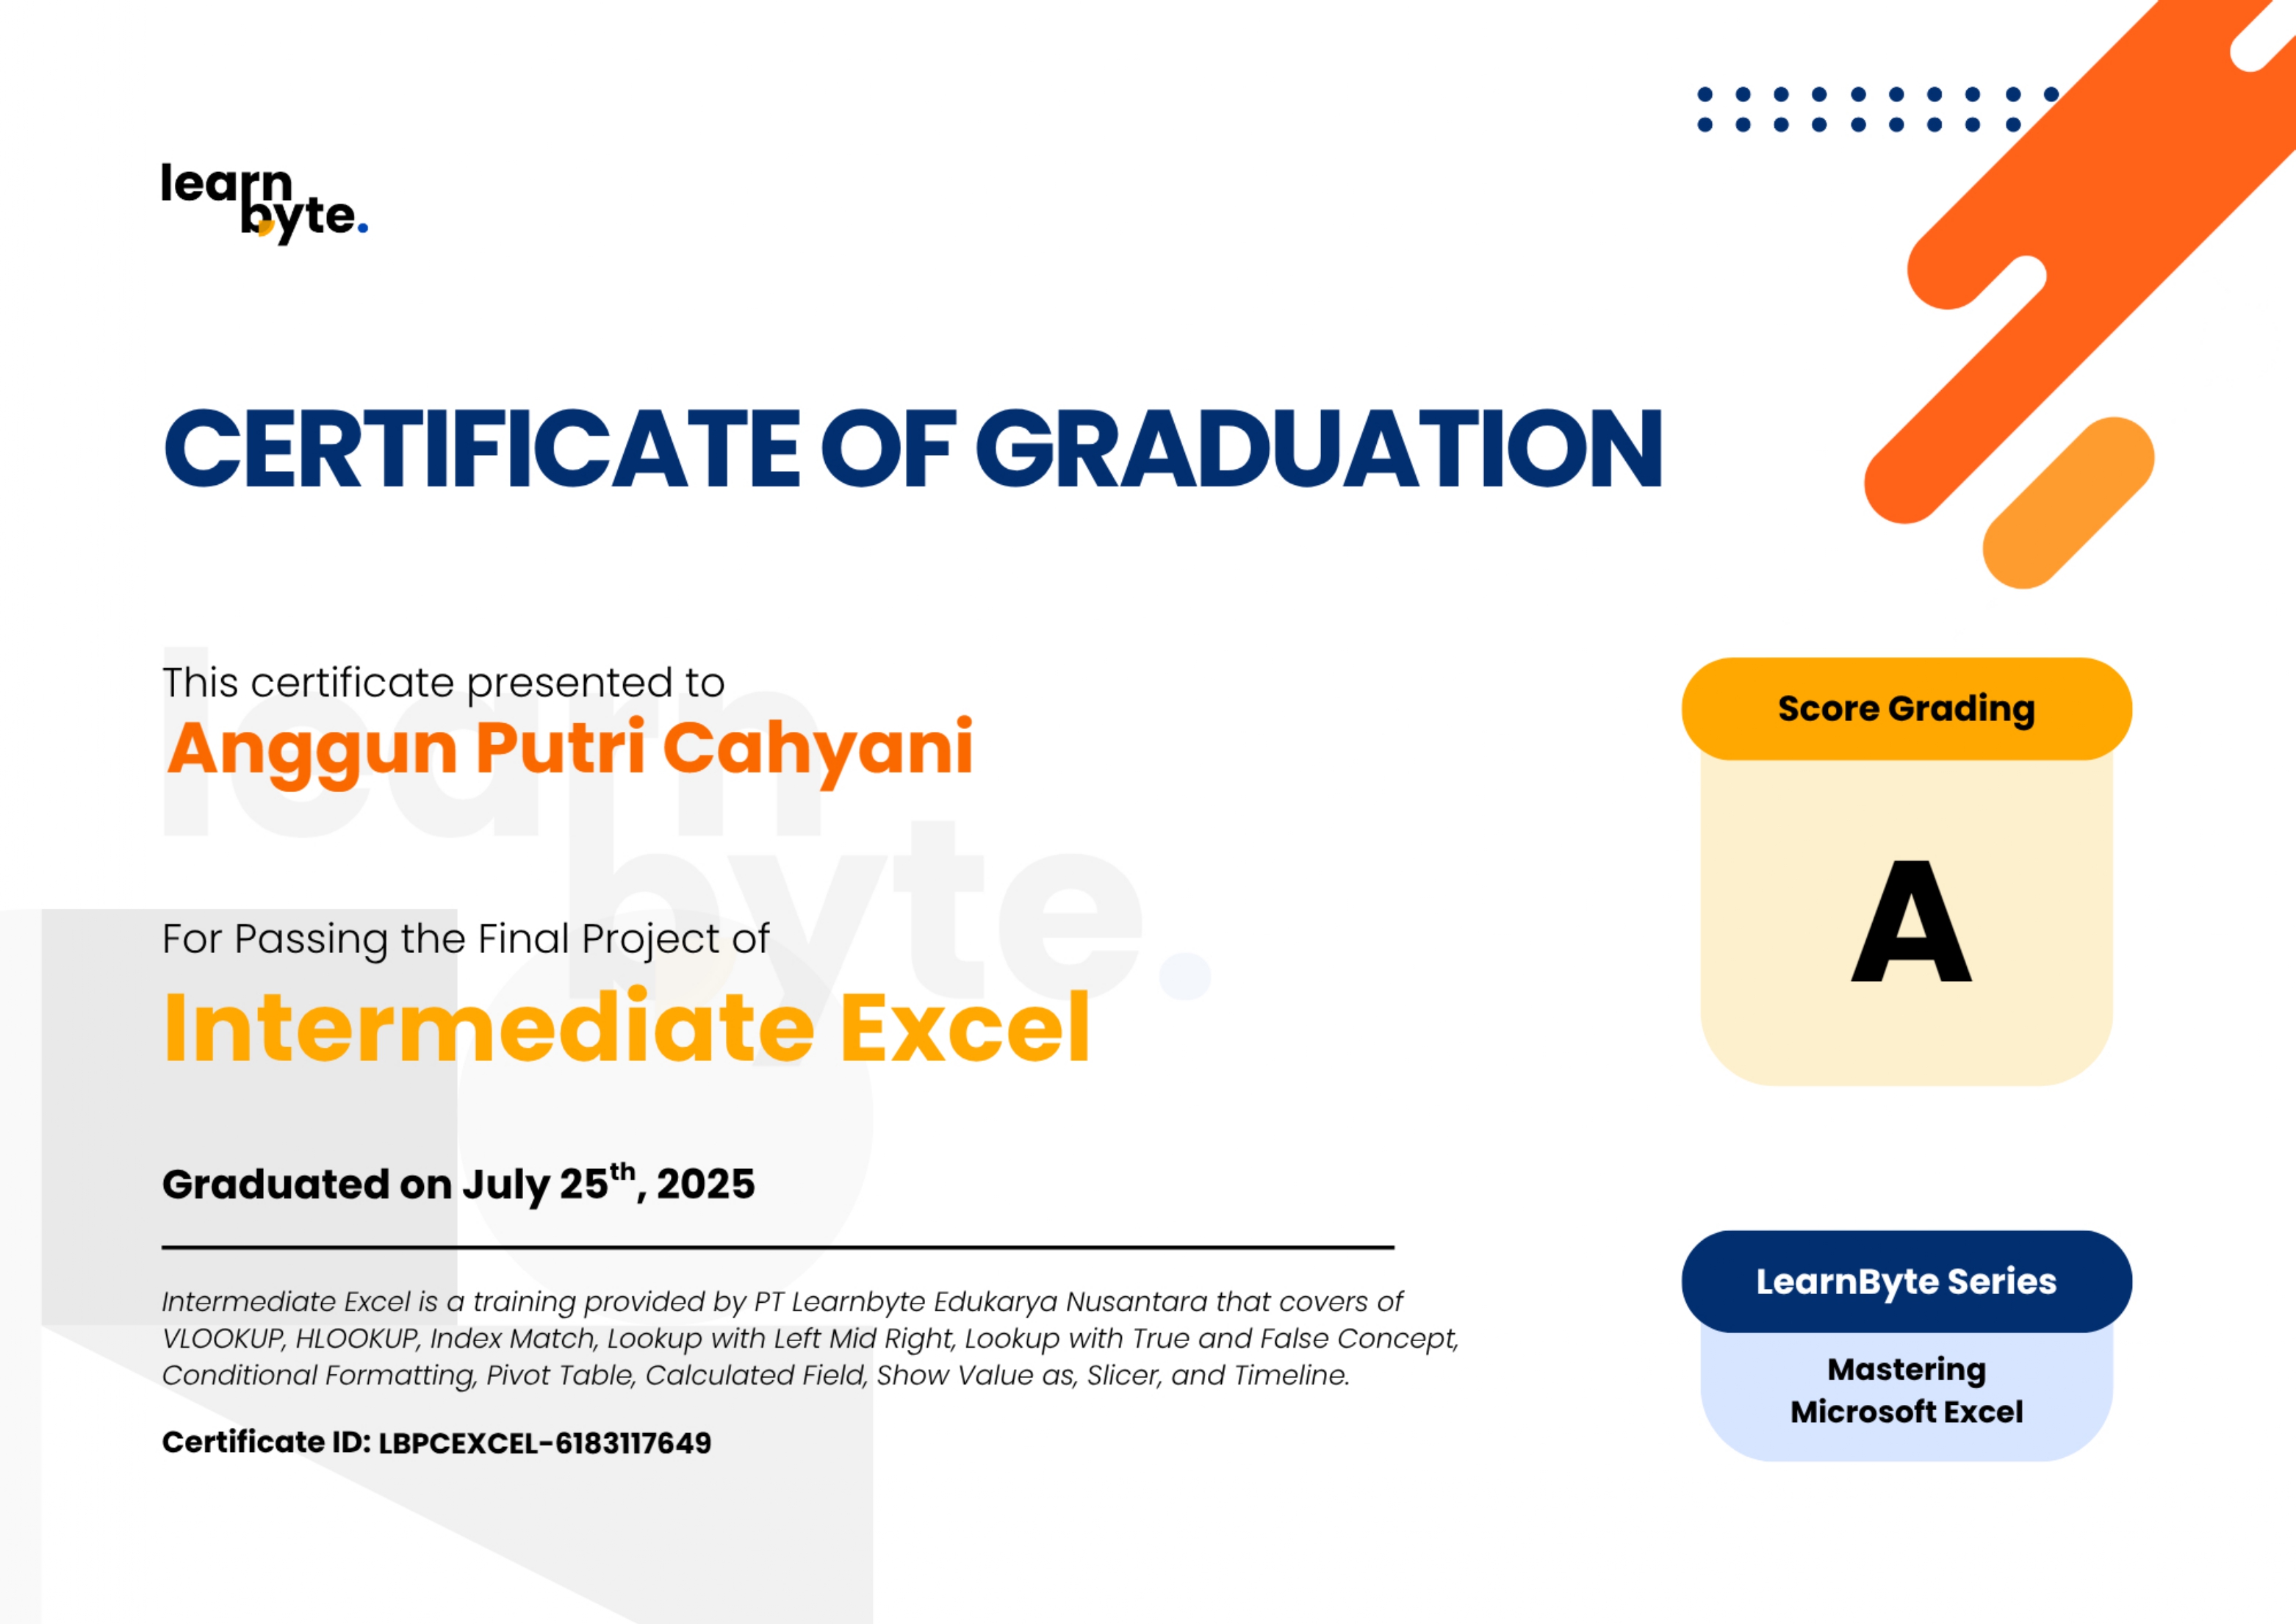 learn
byte.
CERTIFICATE OF GRADUATION
This certificate presented to
Anggun Putri Cahyani
For Passing the Final Project of
Intermediate Excel
Graduated on July 25th, 2025
Intermediate Excel is a training provided by PT Learnbyte Edukarya Nusantara that covers of
VLOOKUP, HLOOKUP, Index Match, Lookup with Left Mid Right, Lookup with True and False Concept,
Conditional Formatting, Pivot Table, Calculated Field, Show Value as, Slicer, and Timeline.
Certificate ID: LBPCEXCEL-6183117649
Score Grading
A
LearnByte Series
Mastering
Microsoft Excel
learn
byte.